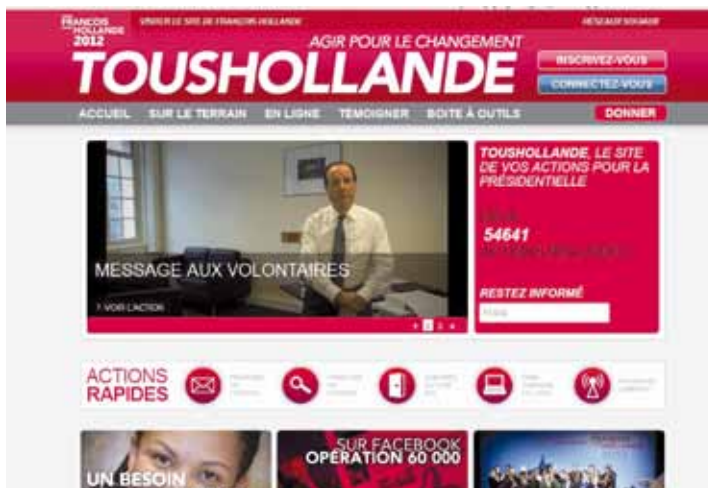 FRANÇOIS
HOLLANDE
2012
VISITER LE SITE DE FRANÇOIS HOLLANDE
RÉSEAUX SOCIAUX
AGIR POUR LE CHANGEMENT
TOUSHOLLANDE
INSCRIVEZ-VOUS
CONNECTEZ-VOUS
ACCUEIL SUR LE TERRAIN EN LIGNE TÉMOIGNER BOITE À OUTILS DONNER
MESSAGE AUX VOLONTAIRES
VOIR L'ACTION
TOUSHOLLANDE, LE SITE
DE VOS ACTIONS POUR LA
PRÉSIDENTIELLE
54641
RESTEZ INFORMÉ
ACTIONS
RAPIDES
UN BESOIN
SUR FACEBOOK
OPÉRATION 60 000